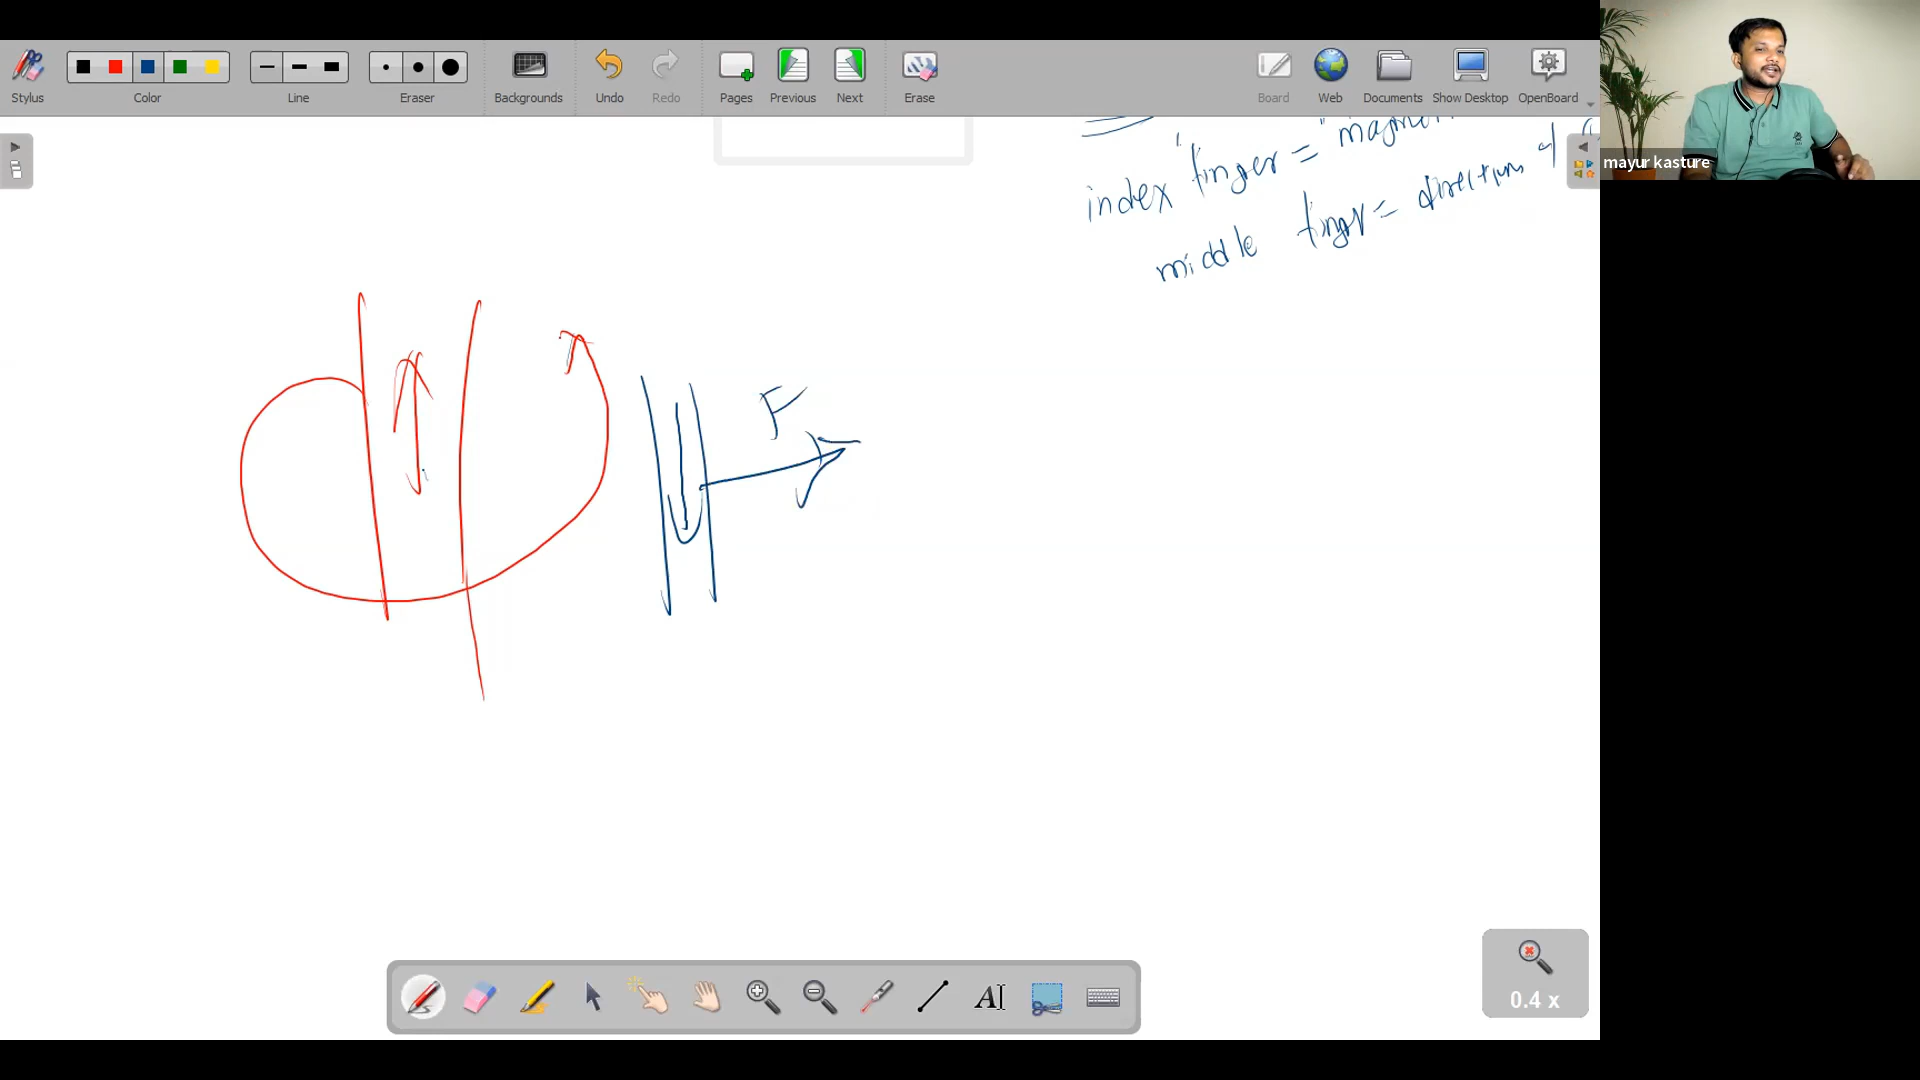 Stylus Color Line Eraser Backgrounds Undo Redo Pages Previous Next Erase Board Web Documents Show Desktop OpenBoard
mayur kasture
index finger =
middle finger = direction of
F
0.4 x